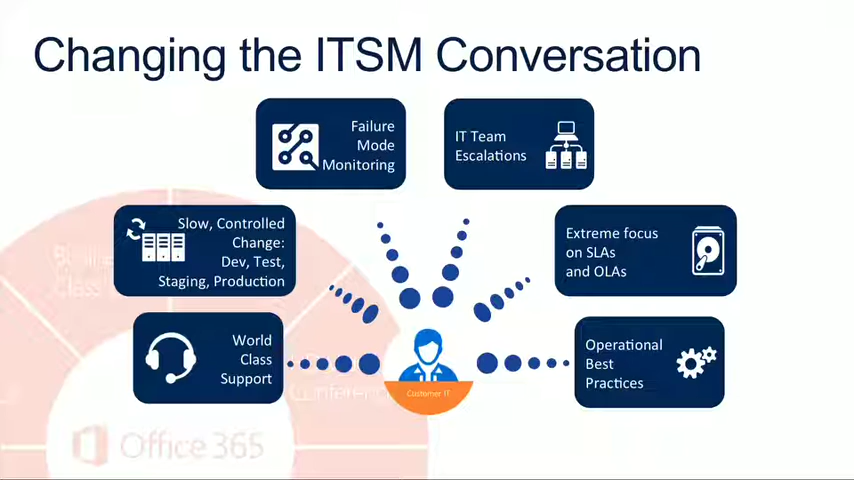 Changing the ITSM Conversation
Failure
Mode
Monitoring
IT Team
Escalations
Slow, Controlled
Change:
Dev, Test,
Staging, Production
Extreme focus
on SLAs
and OLAs
World
Class
Support
Operational
Best
Practices
Customer IT
Office 365